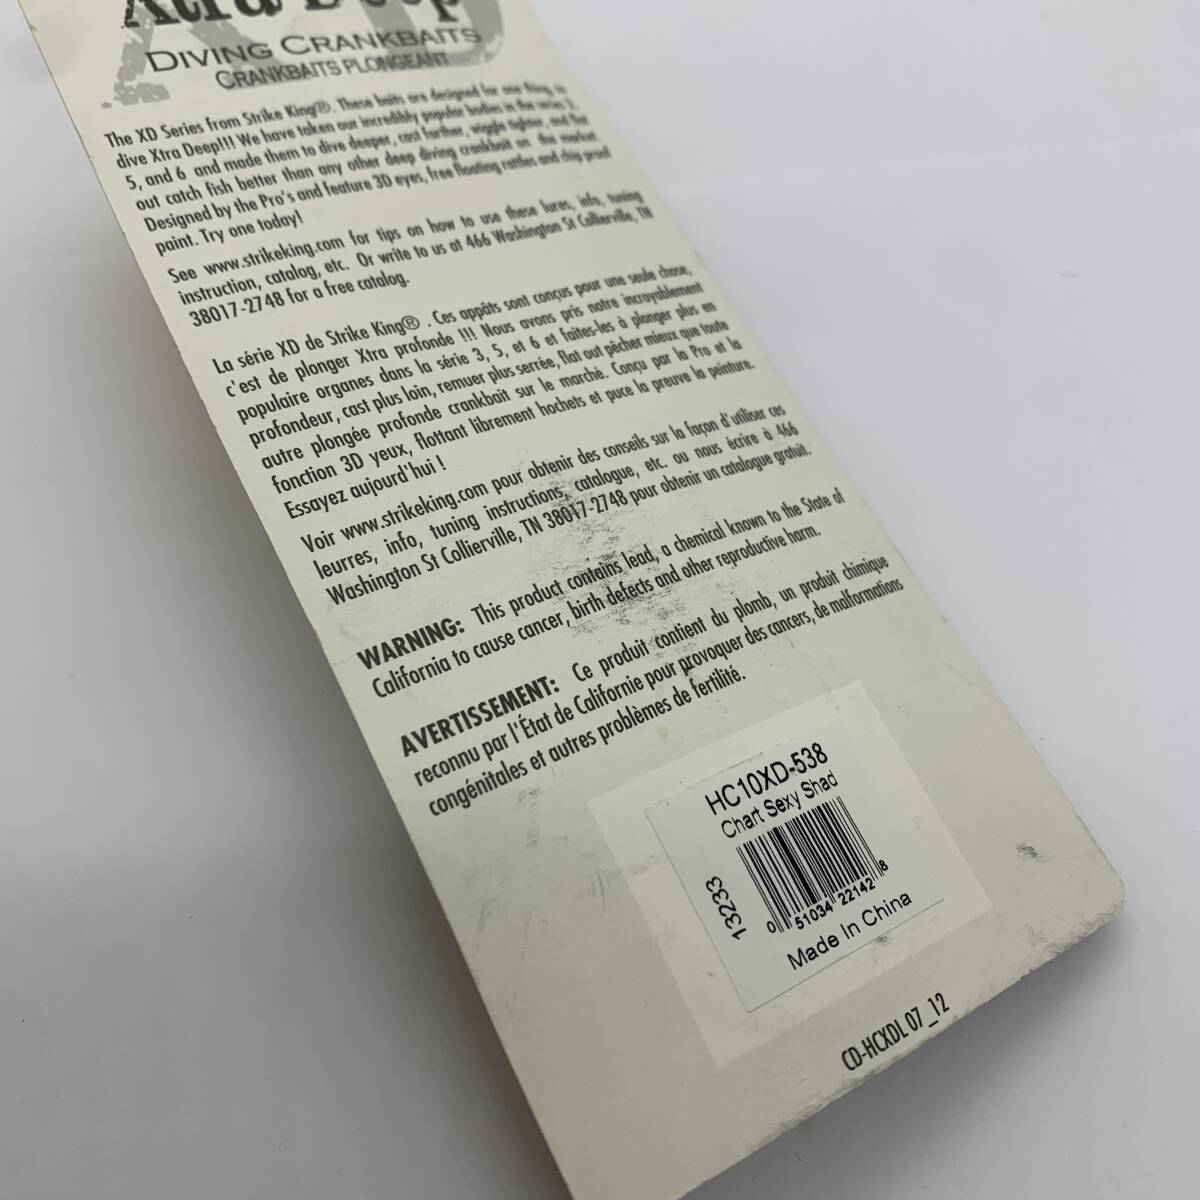 Xtra Deep
XD
DIVING CRANKBAITS
CRANKBAITS PLONGEANT
The XD Series from Strike King®. These baits are designed for one thing, to
dive Xtra Deep!!! We have taken our incredibly popular bodies in the series 3,
5, and 6 and made them to dive deeper, cast farther, wiggle tighter, and flat
out catch fish better than any other deep diving crankbait on the market.
Designed by the Pro's and feature 3D eyes, free floating rattles and chip proof
paint. Try one today!
See www.strikeking.com for tips on how to use these lures, info, tuning
instruction, catalog, etc. Or write to us at 466 Washington St Collierville, TN
38017-2748 for a free catalog.
La série XD de Strike King® . Ces appâts sont conçus pour une seule chose,
c'est de plonger Xtra profonde !!! Nous avons pris notre incroyablement
populaire organes dans la série 3, 5, et 6 et faites-les à plonger plus en
profondeur, cast plus loin, remuer plus serrée, flat out pêcher mieux que toute
autre plongée profonde crankbait sur le marché. Conçu par la Pro et la
fonction 3D yeux, flottant librement hochets et puce la preuve la peinture.
Essayez aujourd'hui !
Voir www.strikeking.com pour obtenir des conseils sur la façon d'utiliser ces
leurres, info, tuning instructions, catalogue, etc. ou nous écrire à 466
Washington St Collierville, TN 38017-2748 pour obtenir un catalogue gratuit.
WARNING: This product contains lead, a chemical known to the State of
California to cause cancer, birth defects and other reproductive harm.
AVERTISSEMENT: Ce produit contient du plomb, un produit chimique
reconnu par l'État de Californie pour provoquer des cancers, de malformations
congénitales et autres problèmes de fertilité.
HC10XD-538
Chart Sexy Shad
13233
0 51034 22142 8
Made In China
CD-HCXDL 07_12